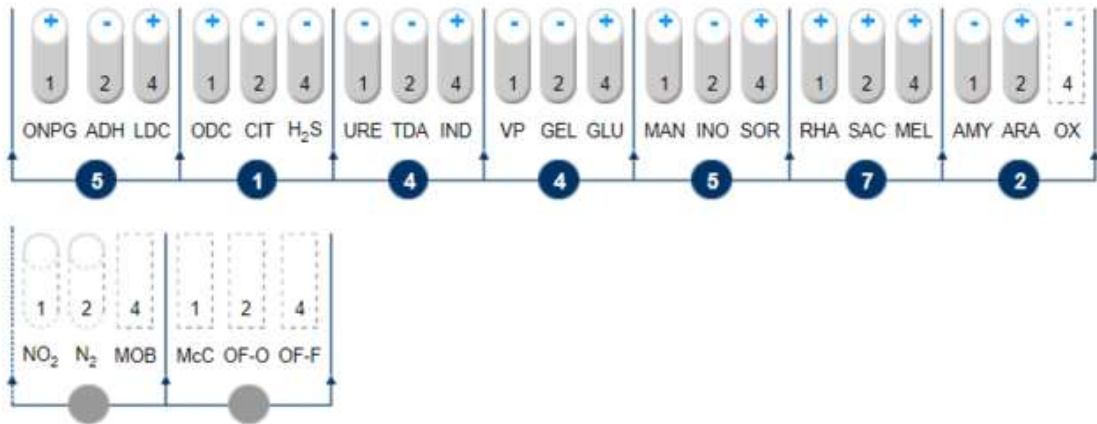 + - + + - - - - + - - + + - + + + + - + -
1 2 4 1 2 4 1 2 4 1 2 4 1 2 4 1 2 4 1 2 4
ONPG ADH LDC ODC CIT H₂S URE TDA IND VP GEL GLU MAN INO SOR RHA SAC MEL AMY ARA OX
5 1 4 4 5 7 2
1 2 4 1 2 4
NO₂ N₂ MOB McC OF-O OF-F